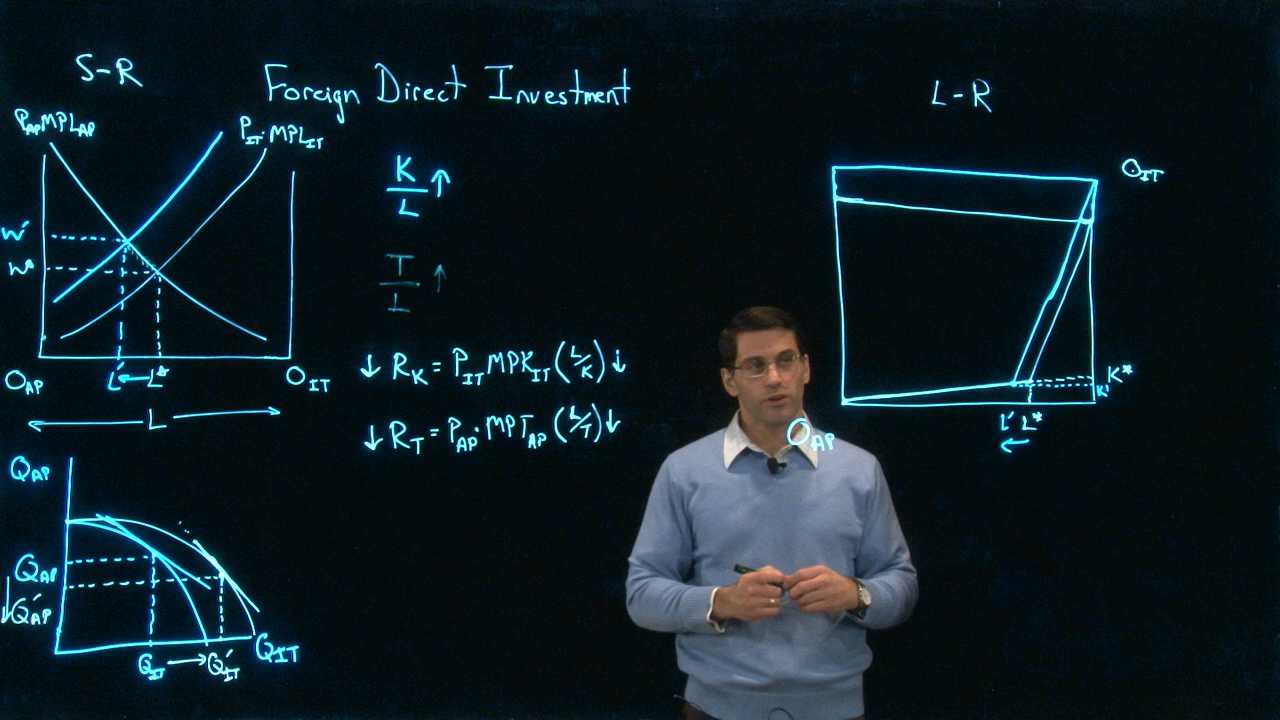 S-R
Foreign Direct Investment
L-R
P_AP MPL_AP
P_IT · MPL_IT
W'
W*
L' ← L*
O_AP
O_IT
← L →
K/L ↑
T/L ↑
↓ R_K = P_IT MPK_IT (L/K) ↓
↓ R_T = P_AP · MPT_AP (L/T) ↓
Q_AP
Q_AP
↓ Q'_AP
Q_IT → Q'_IT
Q_IT
O_IT
K*
K'
L' L*
←
O_AP